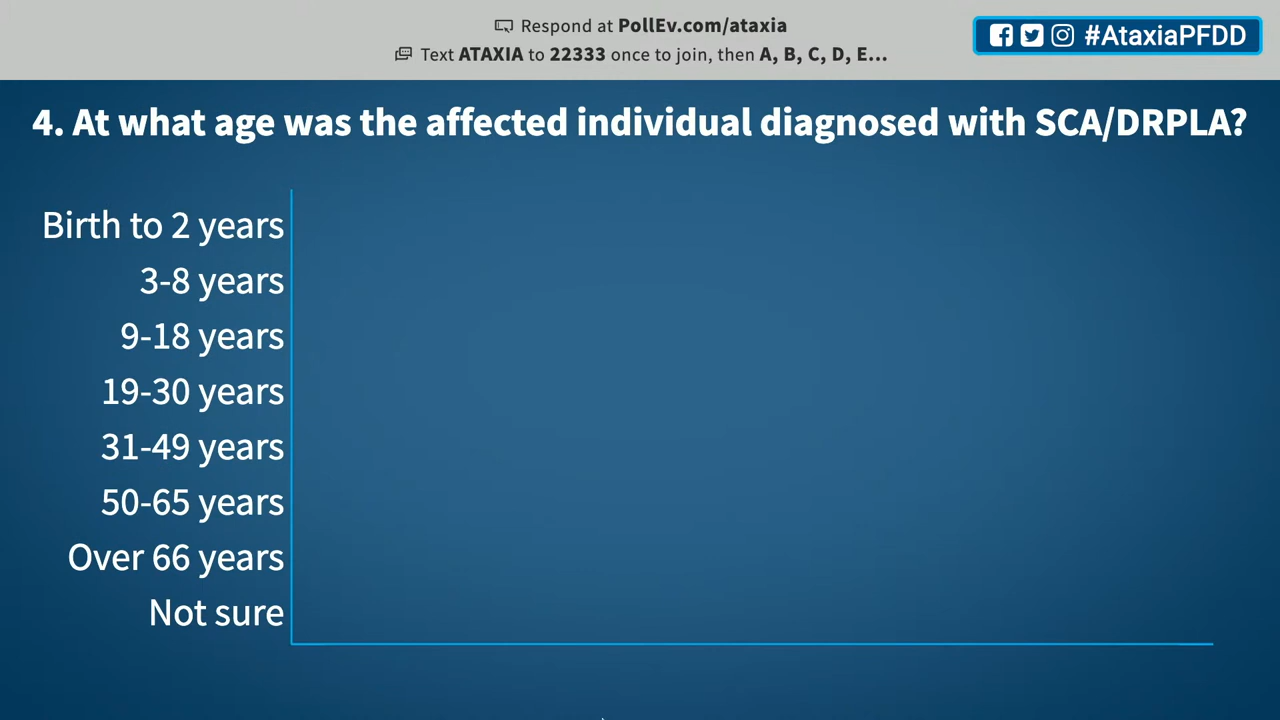 Respond at PollEv.com/ataxia
Text ATAXIA to 22333 once to join, then A, B, C, D, E...
#AtaxiaPFDD
4. At what age was the affected individual diagnosed with SCA/DRPLA?
Birth to 2 years
3-8 years
9-18 years
19-30 years
31-49 years
50-65 years
Over 66 years
Not sure